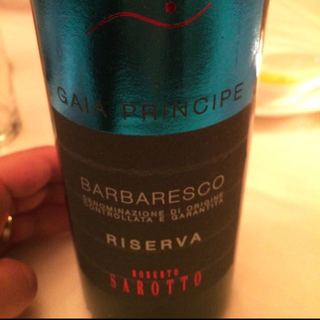 GAIA PRINCIPE
BARBARESCO
DENOMINAZIONE DI ORIGINE
CONTROLLATA E GARANTITA
RISERVA
ROBERTO
SAROTTO